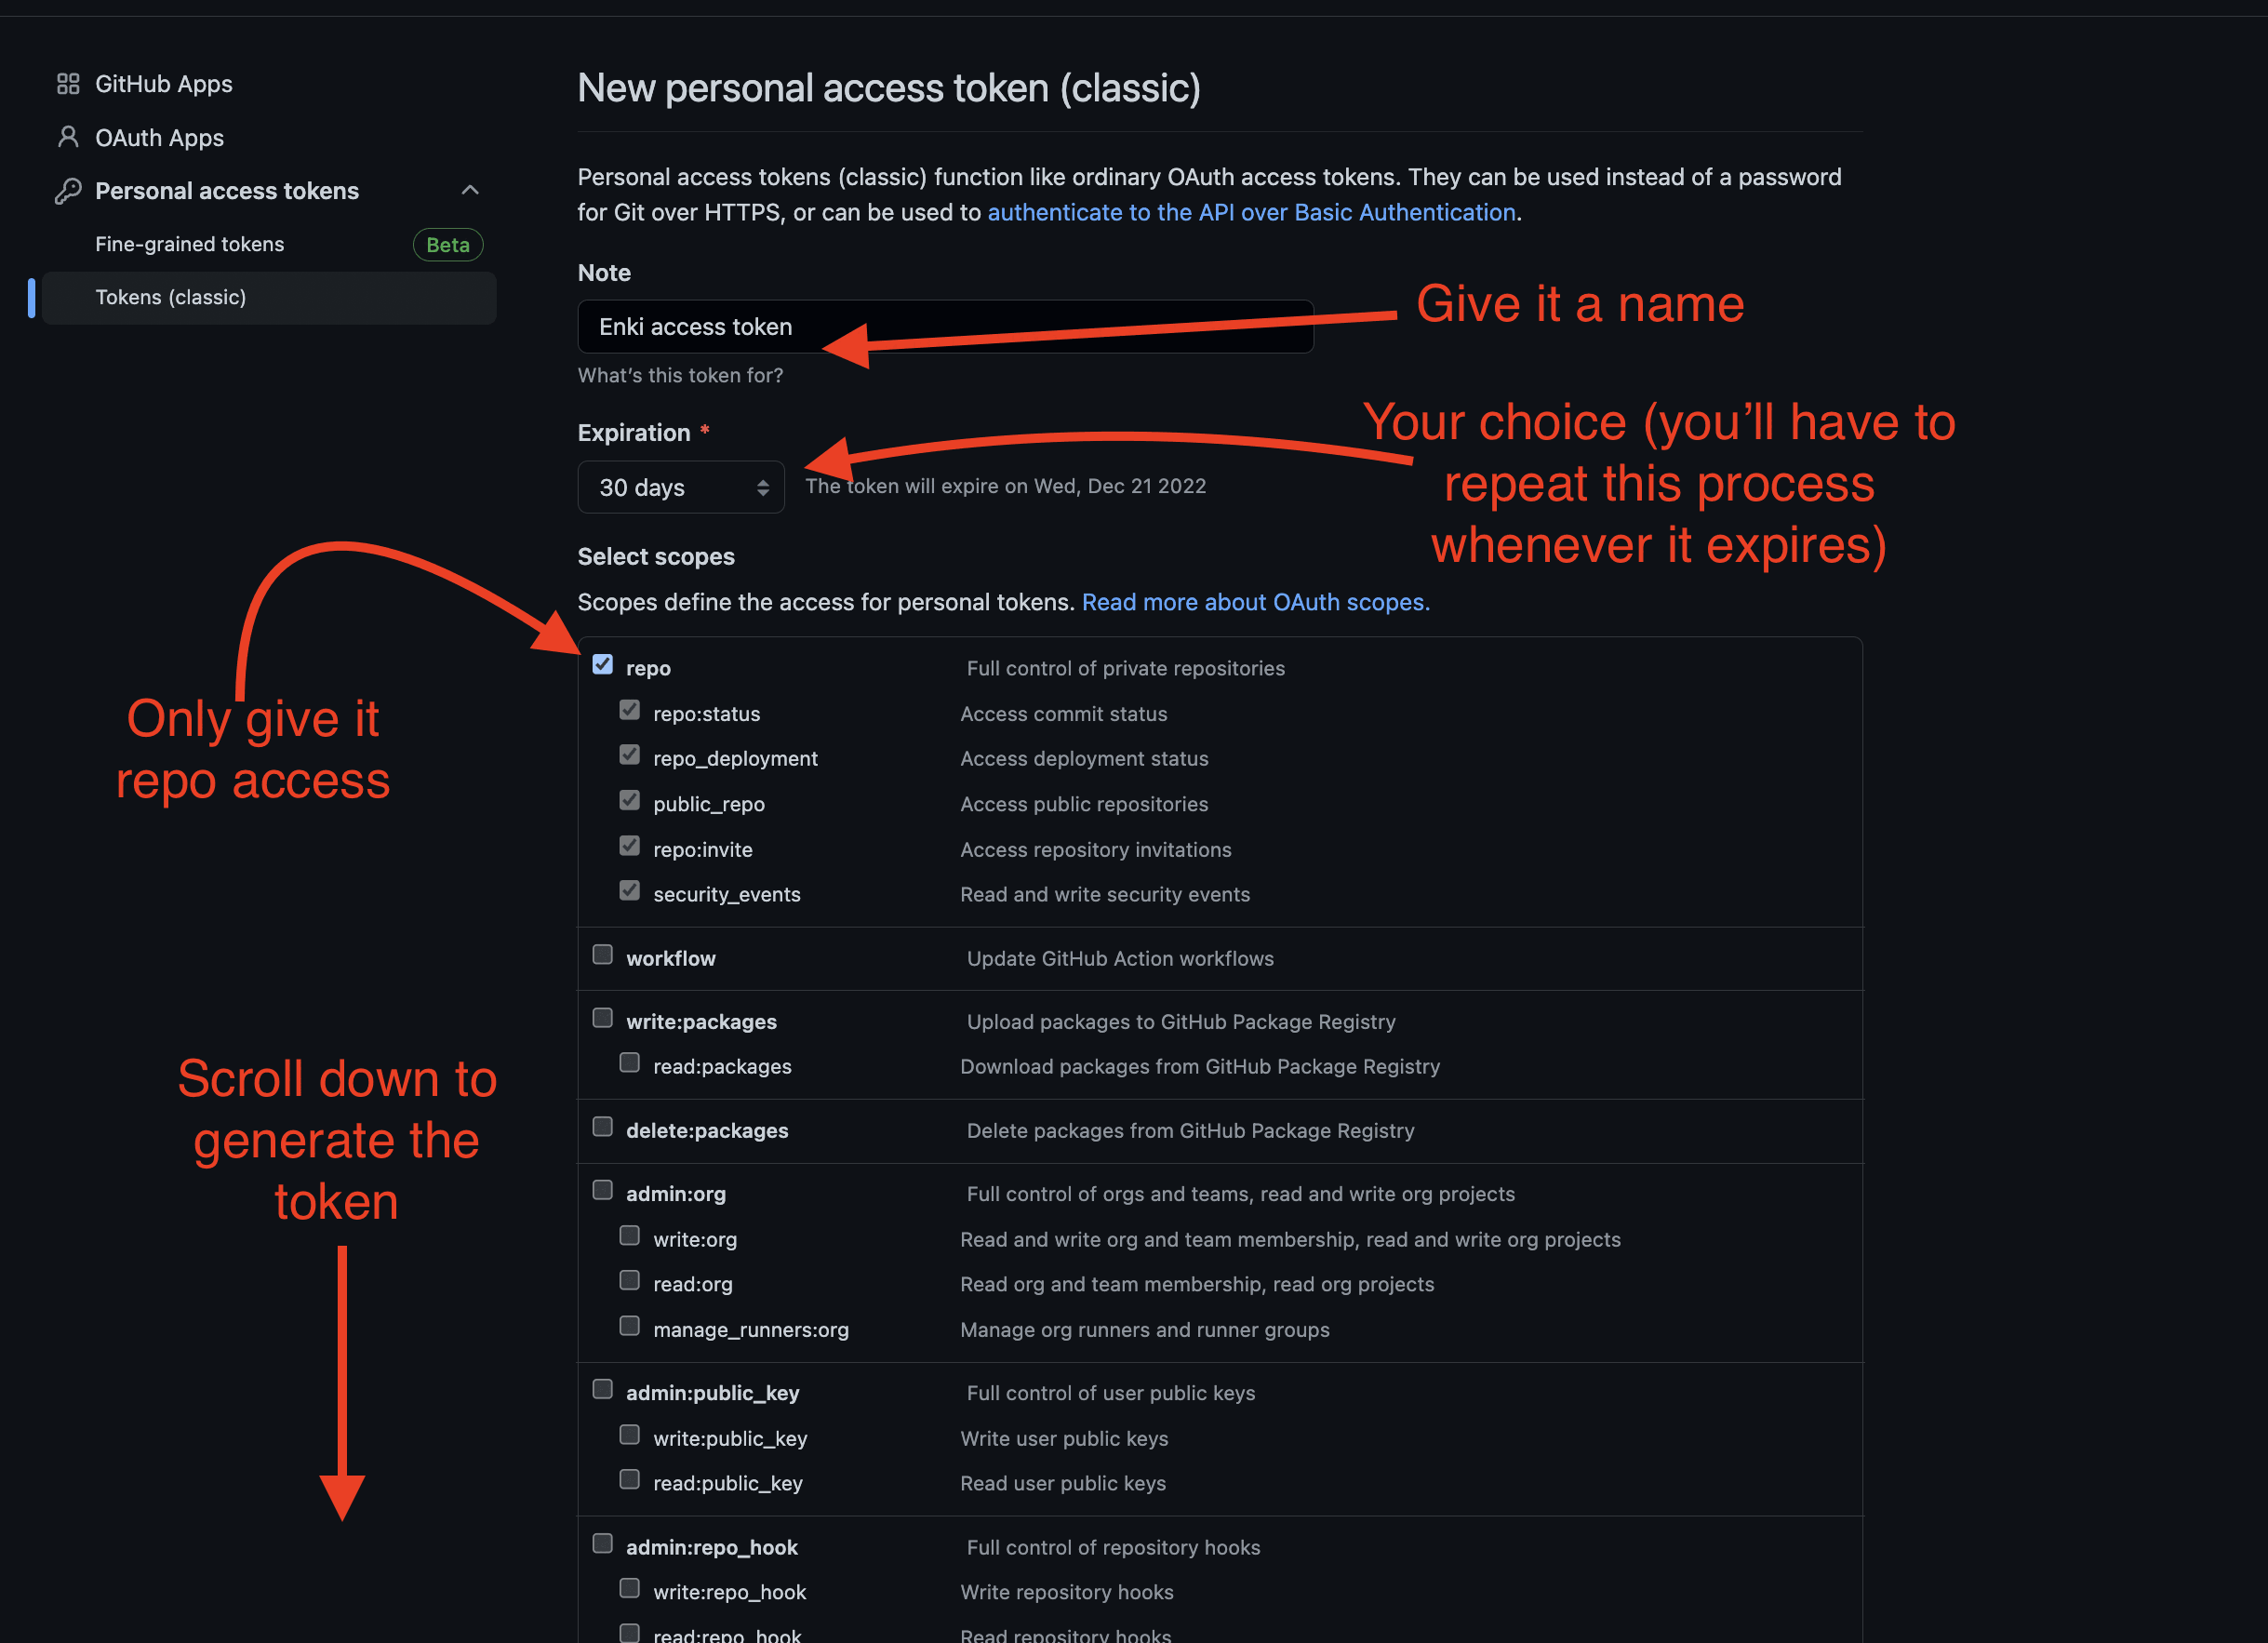 GitHub Apps
OAuth Apps
Personal access tokens
Fine-grained tokens Beta
Tokens (classic)
New personal access token (classic)
Personal access tokens (classic) function like ordinary OAuth access tokens. They can be used instead of a password
for Git over HTTPS, or can be used to authenticate to the API over Basic Authentication.
Note
Enki access token
What's this token for?
Give it a name
Expiration *
30 days
The token will expire on Wed, Dec 21 2022
Your choice (you'll have to
repeat this process
whenever it expires)
Select scopes
Scopes define the access for personal tokens. Read more about OAuth scopes.
Only give it
repo access
repo Full control of private repositories
repo:status Access commit status
repo_deployment Access deployment status
public_repo Access public repositories
repo:invite Access repository invitations
security_events Read and write security events
workflow Update GitHub Action workflows
write:packages Upload packages to GitHub Package Registry
read:packages Download packages from GitHub Package Registry
delete:packages Delete packages from GitHub Package Registry
Scroll down to
generate the
token
admin:org Full control of orgs and teams, read and write org projects
write:org Read and write org and team membership, read and write org projects
read:org Read org and team membership, read org projects
manage_runners:org Manage org runners and runner groups
admin:public_key Full control of user public keys
write:public_key Write user public keys
read:public_key Read user public keys
admin:repo_hook Full control of repository hooks
write:repo_hook Write repository hooks
read:repo_hook Read repository hooks